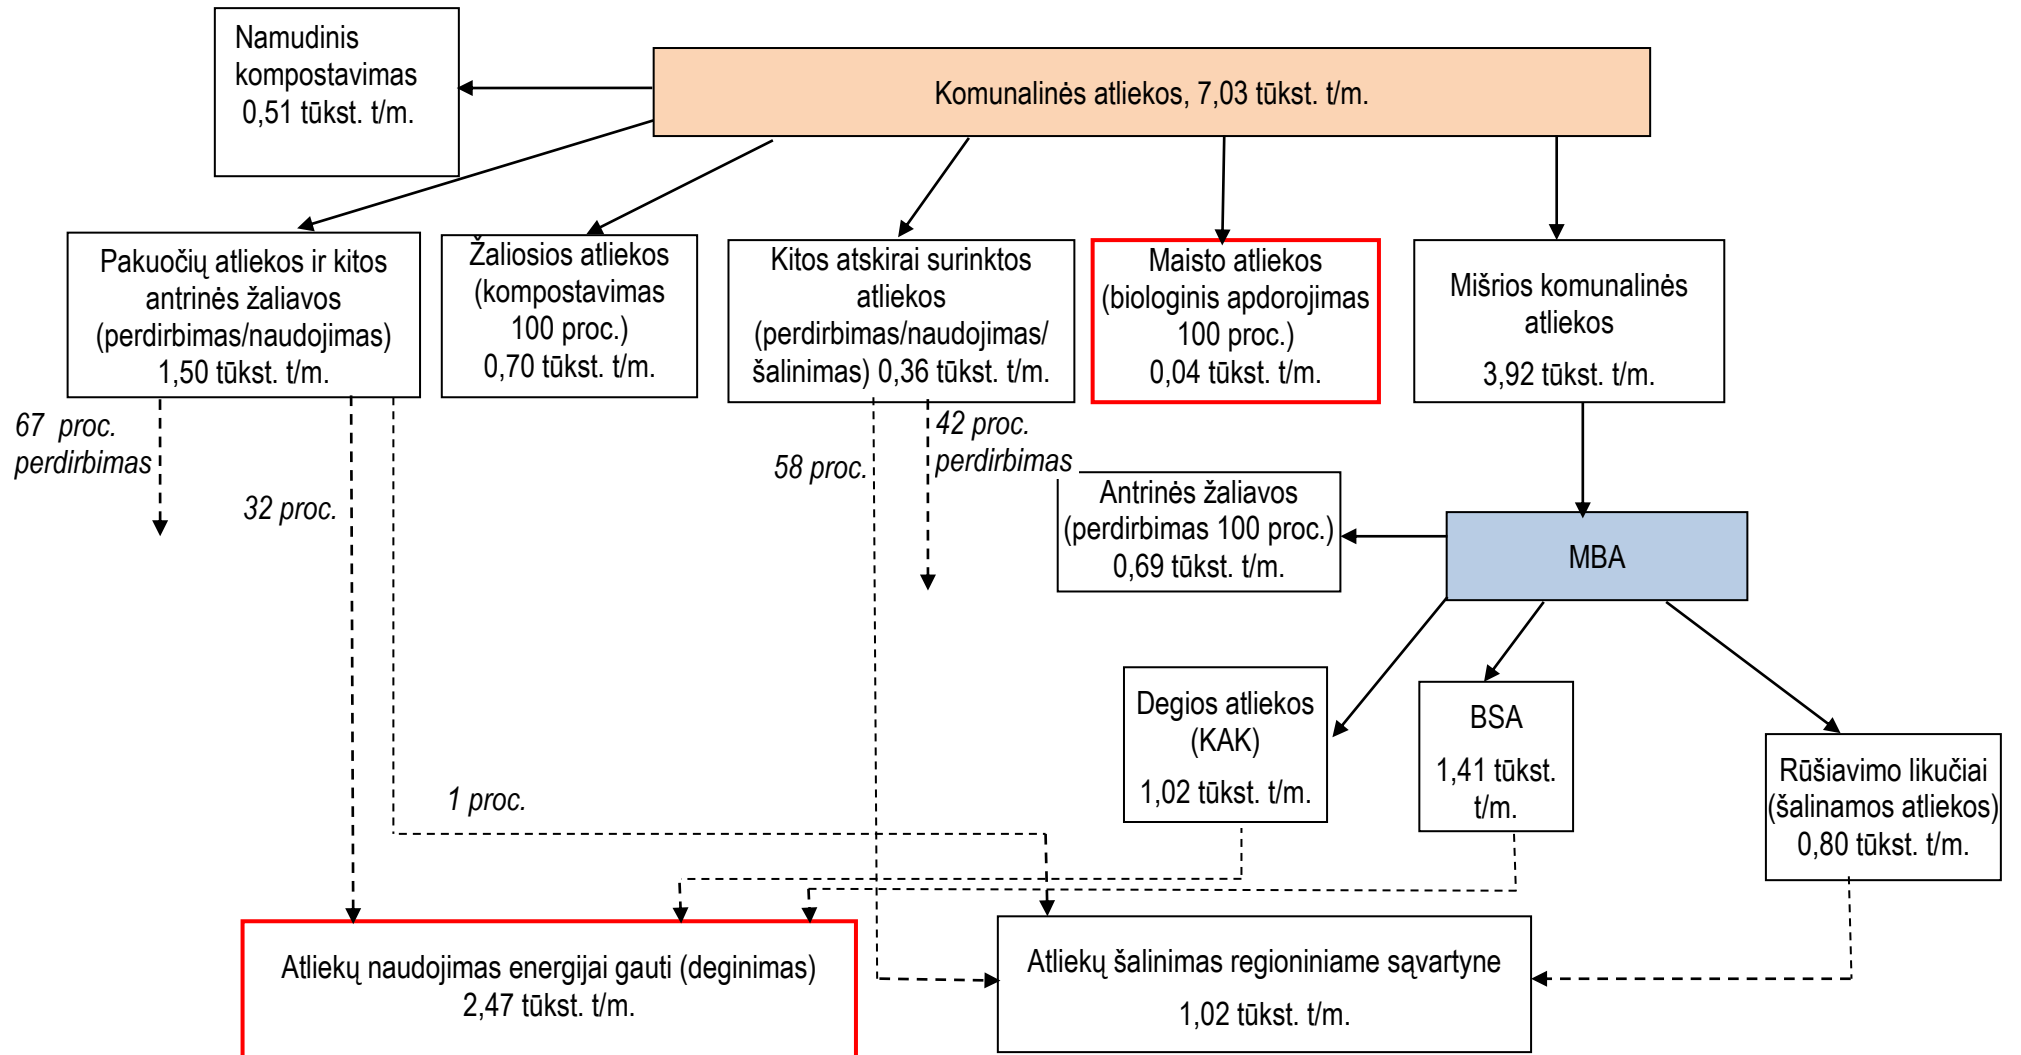 Namudinis
kompostavimas
0,51 tūkst. t/m.
Komunalinės atliekos, 7,03 tūkst. t/m.
Pakuočių atliekos ir kitos
antrinės žaliavos
(perdirbimas/naudojimas)
1,50 tūkst. t/m.
Žaliosios atliekos
(kompostavimas
100 proc.)
0,70 tūkst. t/m.
Kitos atskirai surinktos
atliekos
(perdirbimas/naudojimas/
šalinimas) 0,36 tūkst. t/m.
Maisto atliekos
(biologinis apdorojimas
100 proc.)
0,04 tūkst. t/m.
Mišrios komunalinės
atliekos
3,92 tūkst. t/m.
67 proc.
perdirbimas
32 proc.
58 proc.
42 proc.
perdirbimas
Antrinės žaliavos
(perdirbimas 100 proc.)
0,69 tūkst. t/m.
MBA
Degios atliekos
(KAK)
1,02 tūkst. t/m.
BSA
1,41 tūkst.
t/m.
Rūšiavimo likučiai
(šalinamos atliekos)
0,80 tūkst. t/m.
1 proc.
Atliekų naudojimas energijai gauti (deginimas)
2,47 tūkst. t/m.
Atliekų šalinimas regioniniame sąvartyne
1,02 tūkst. t/m.